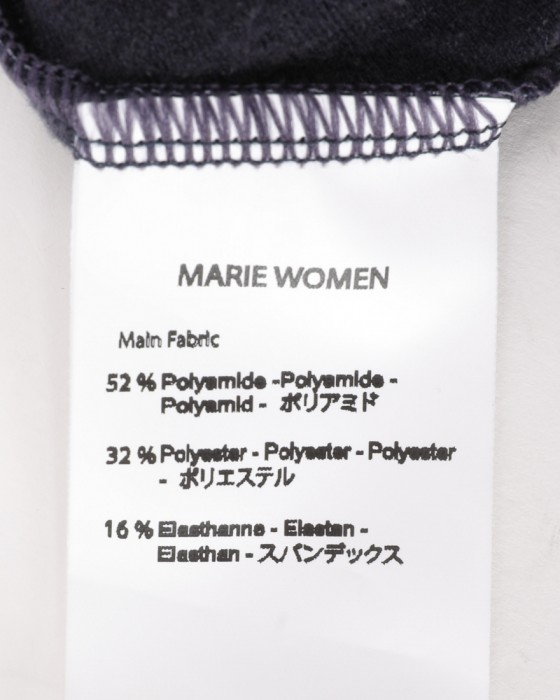 MARIE WOMEN
Main Fabric
52 % Polyamide -Polyamide -
Polyamid - ポリアミド
32 % Polyester - Polyester - Polyester
- ポリエステル
16 % Elasthanne - Elastan -
Elasthan - スパンデックス